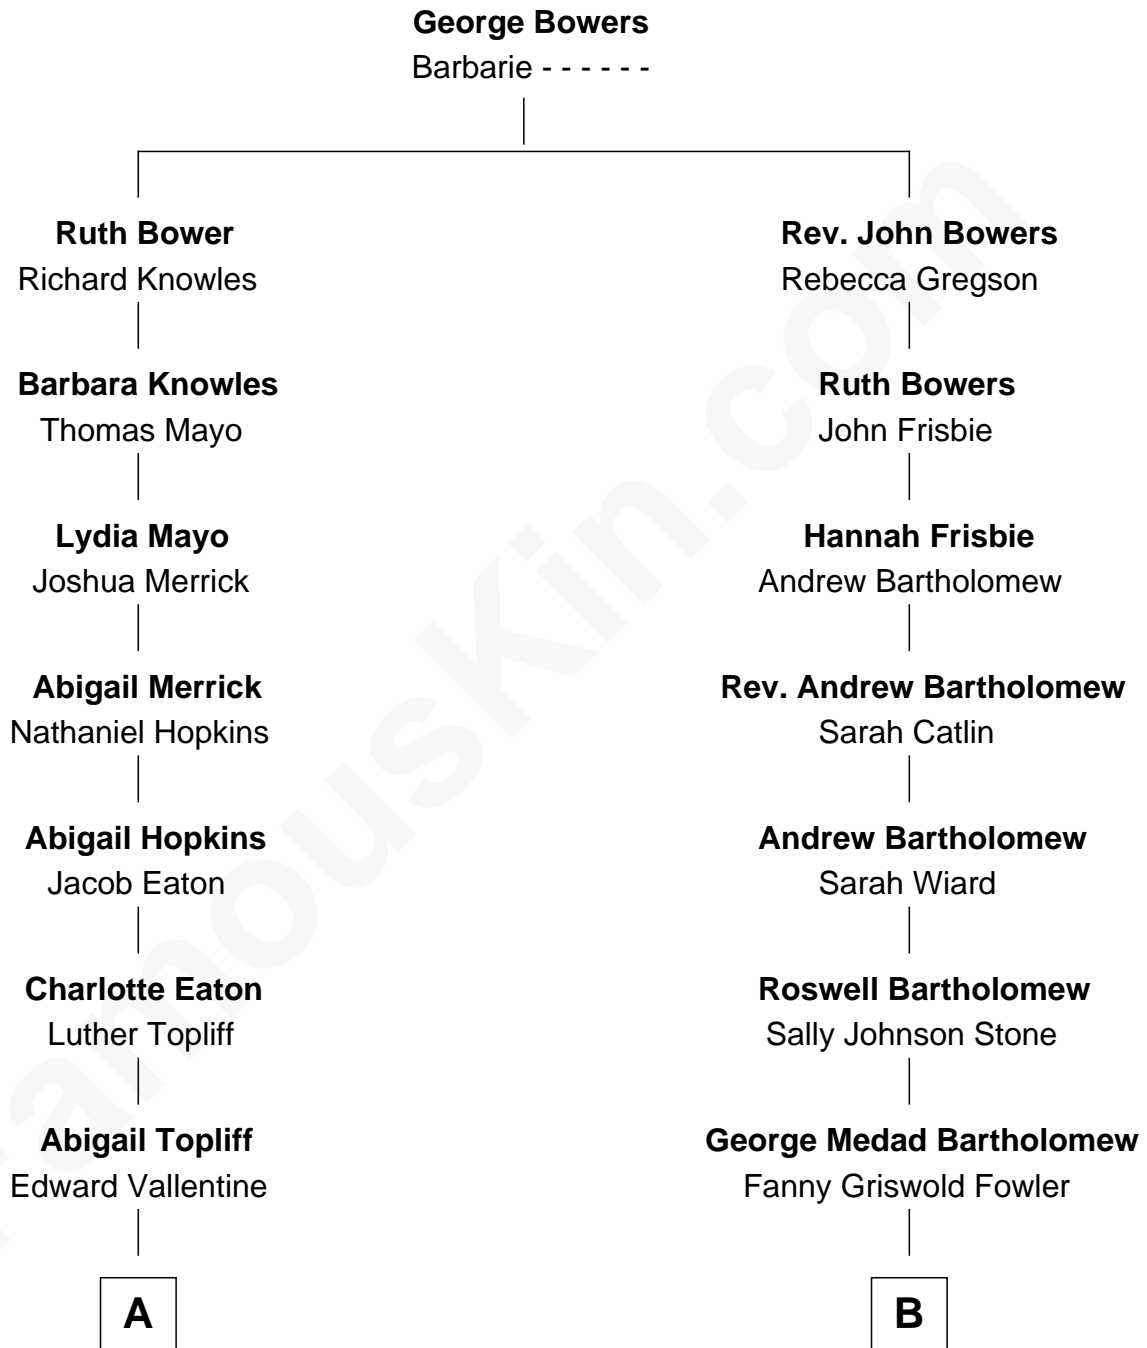 George Bowers
Barbarie - - - - - -
Ruth Bower
Richard Knowles
Barbara Knowles
Thomas Mayo
Lydia Mayo
Joshua Merrick
Abigail Merrick
Nathaniel Hopkins
Abigail Hopkins
Jacob Eaton
Charlotte Eaton
Luther Topliff
Abigail Topliff
Edward Vallentine
A
Rev. John Bowers
Rebecca Gregson
Ruth Bowers
John Frisbie
Hannah Frisbie
Andrew Bartholomew
Rev. Andrew Bartholomew
Sarah Catlin
Andrew Bartholomew
Sarah Wiard
Roswell Bartholomew
Sally Johnson Stone
George Medad Bartholomew
Fanny Griswold Fowler
B
FamousKin.com